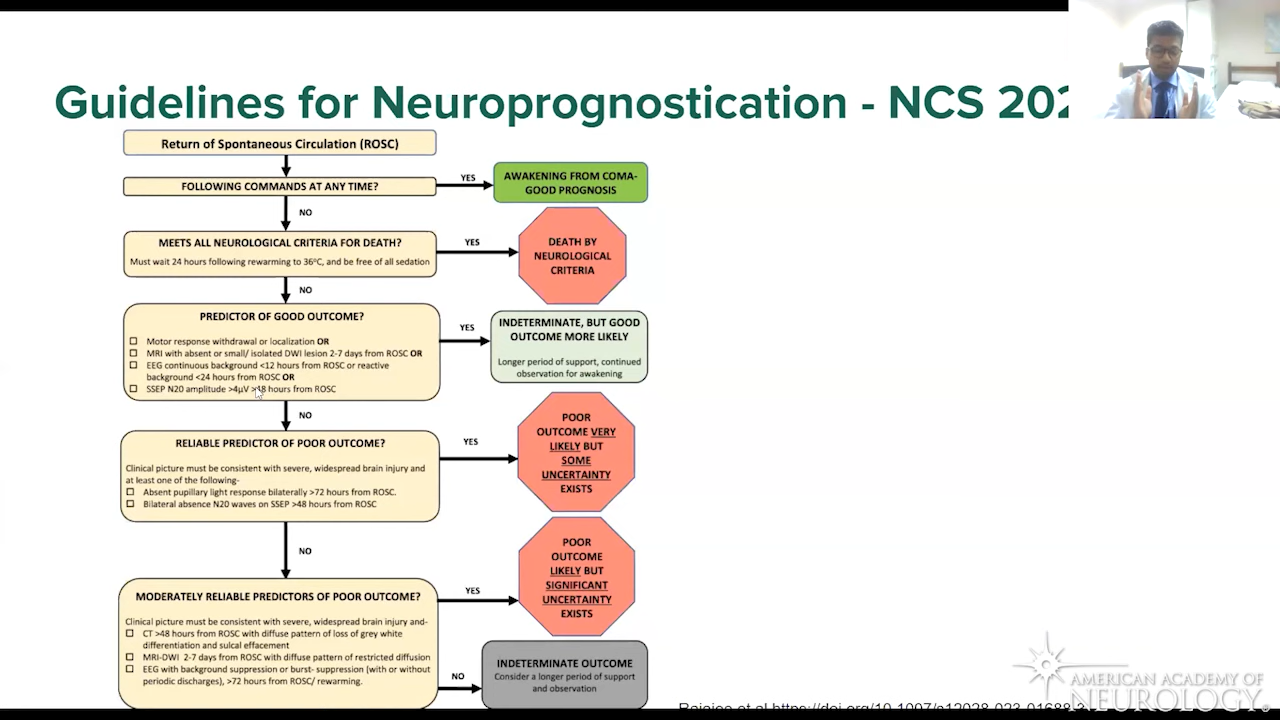 Guidelines for Neuroprognostication - NCS 202
Return of Spontaneous Circulation (ROSC)
FOLLOWING COMMANDS AT ANY TIME?
YES
AWAKENING FROM COMA-
GOOD PROGNOSIS
NO
MEETS ALL NEUROLOGICAL CRITERIA FOR DEATH?
Must wait 24 hours following rewarming to 36°C, and be free of all sedation
YES
DEATH BY
NEUROLOGICAL
CRITERIA
NO
PREDICTOR OF GOOD OUTCOME?
Motor response withdrawal or localization OR
MRI with absent or small/ isolated DWI lesion 2-7 days from ROSC OR
EEG continuous background <12 hours from ROSC or reactive
background <24 hours from ROSC OR
SSEP N20 amplitude >4µV >48 hours from ROSC
YES
INDETERMINATE, BUT GOOD
OUTCOME MORE LIKELY
Longer period of support, continued
observation for awakening
NO
RELIABLE PREDICTOR OF POOR OUTCOME?
Clinical picture must be consistent with severe, widespread brain injury and
at least one of the following-
Absent pupillary light response bilaterally >72 hours from ROSC.
Bilateral absence N20 waves on SSEP >48 hours from ROSC
YES
POOR
OUTCOME VERY
LIKELY BUT
SOME
UNCERTAINTY
EXISTS
NO
MODERATELY RELIABLE PREDICTORS OF POOR OUTCOME?
Clinical picture must be consistent with severe, widespread brain injury and-
CT >48 hours from ROSC with diffuse pattern of loss of grey white
differentiation and sulcal effacement
MRI-DWI 2-7 days from ROSC with diffuse pattern of restricted diffusion
EEG with background suppression or burst- suppression (with or without
periodic discharges), >72 hours from ROSC/ rewarming.
YES
POOR
OUTCOME
LIKELY BUT
SIGNIFICANT
UNCERTAINTY
EXISTS
NO
INDETERMINATE OUTCOME
Consider a longer period of support
and observation
AMERICAN ACADEMY OF
NEUROLOGY®